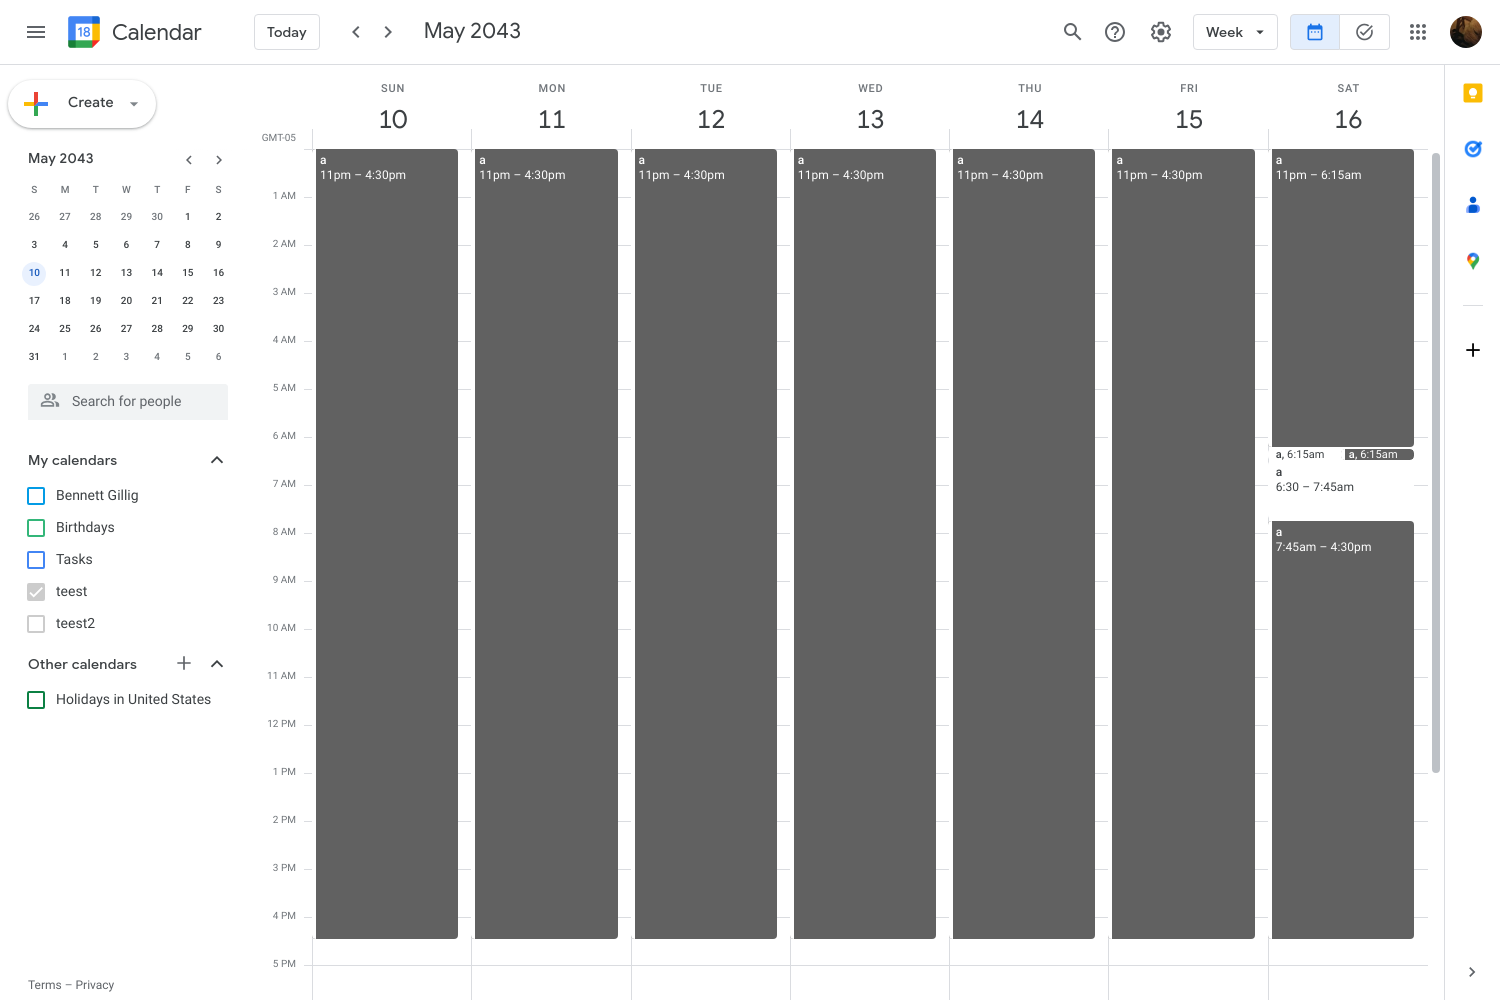 18
Calendar
Today
May 2043
Week
Create
May 2043
S M T W T F S
26 27 28 29 30 1 2
3 4 5 6 7 8 9
10 11 12 13 14 15 16
17 18 19 20 21 22 23
24 25 26 27 28 29 30
31 1 2 3 4 5 6
Search for people
My calendars
Bennett Gillig
Birthdays
Tasks
teest
teest2
Other calendars
Holidays in United States
Terms – Privacy
SUN MON TUE WED THU FRI SAT
10 11 12 13 14 15 16
GMT-05
a a a a a a a
11pm – 4:30pm 11pm – 4:30pm 11pm – 4:30pm 11pm – 4:30pm 11pm – 4:30pm 11pm – 4:30pm 11pm – 6:15am
1 AM
2 AM
3 AM
4 AM
5 AM
6 AM
a, 6:15am a, 6:15am
a
7 AM 6:30 – 7:45am
8 AM a
7:45am – 4:30pm
9 AM
10 AM
11 AM
12 PM
1 PM
2 PM
3 PM
4 PM
5 PM